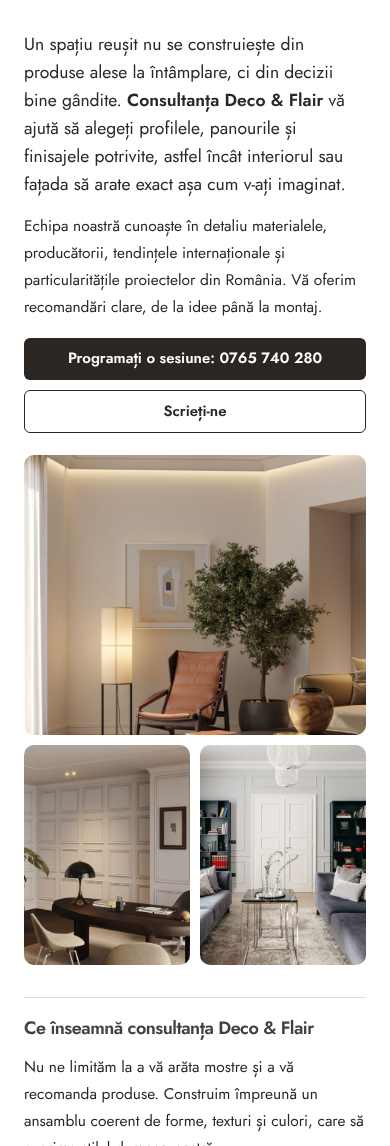 Un spațiu reușit nu se construiește din
produse alese la întâmplare, ci din decizii
bine gândite. Consultanța Deco & Flair vă
ajută să alegeți profilele, panourile și
finisajele potrivite, astfel încât interiorul sau
fațada să arate exact așa cum v-ați imaginat.
Echipa noastră cunoaște în detaliu materialele,
producătorii, tendințele internaționale și
particularitățile proiectelor din România. Vă oferim
recomandări clare, de la idee până la montaj.
Programați o sesiune: 0765 740 280
Scrieți-ne
Ce înseamnă consultanța Deco & Flair
Nu ne limităm la a vă arăta mostre și a vă
recomanda produse. Construim împreună un
ansamblu coerent de forme, texturi și culori, care să